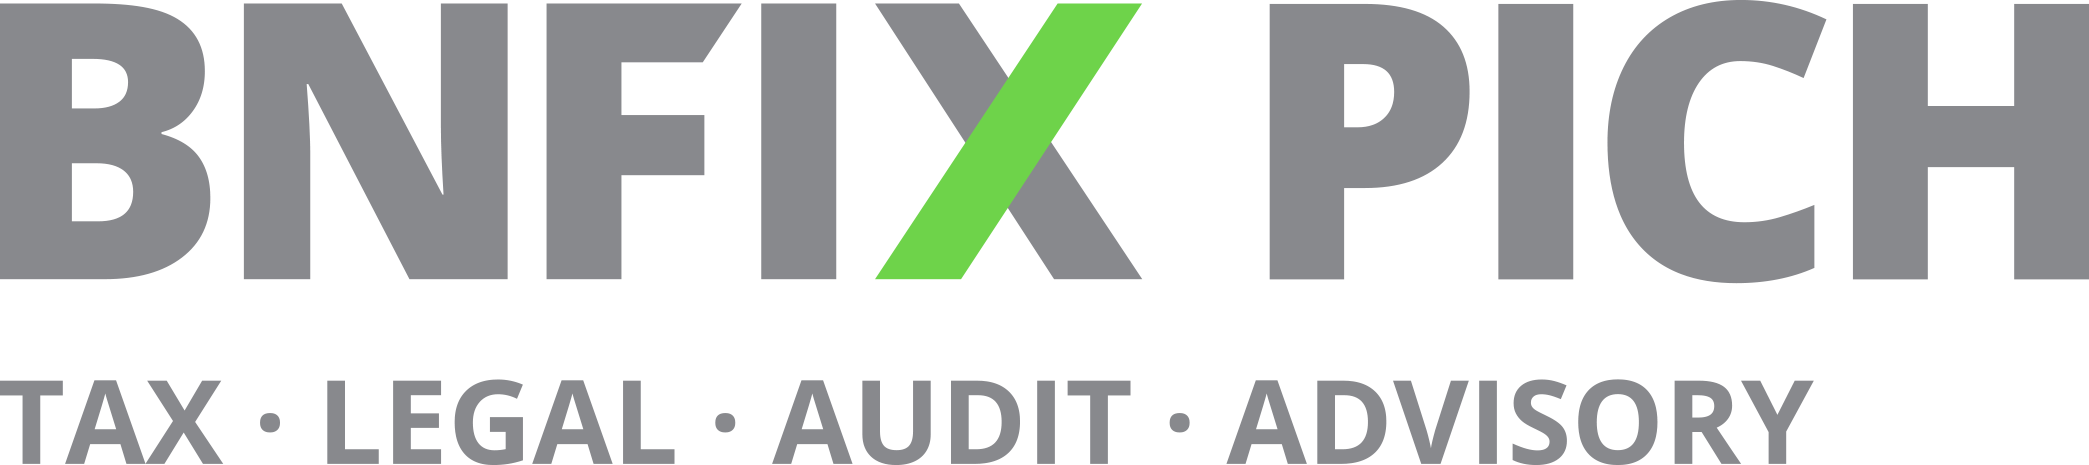 BNFIX PICH
TAX · LEGAL · AUDIT · ADVISORY